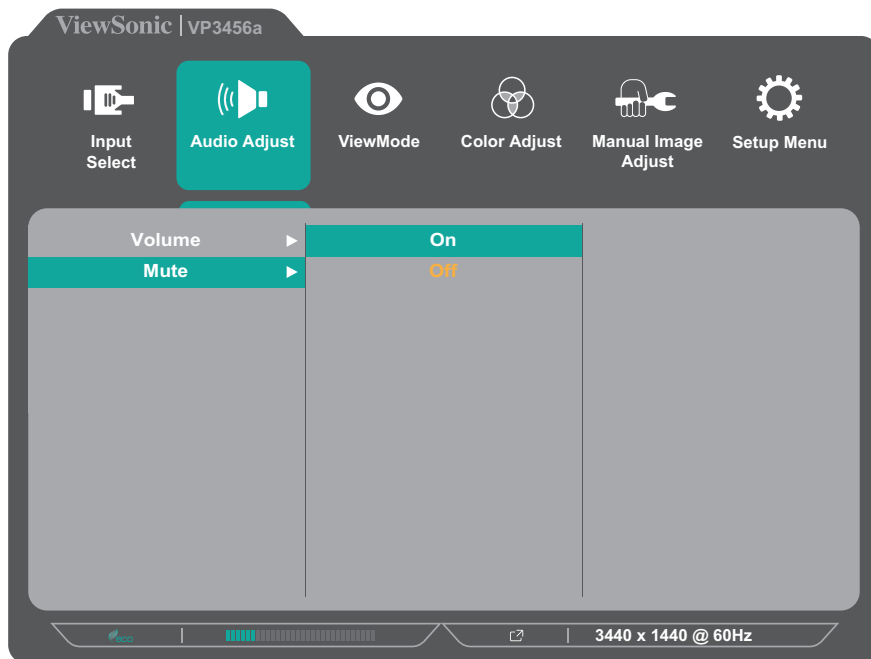 ViewSonic | VP3456a
Input Select
Audio Adjust
ViewMode
Color Adjust
Manual Image Adjust
Setup Menu
Volume
On
Mute
Off
eco
3440 x 1440 @ 60Hz